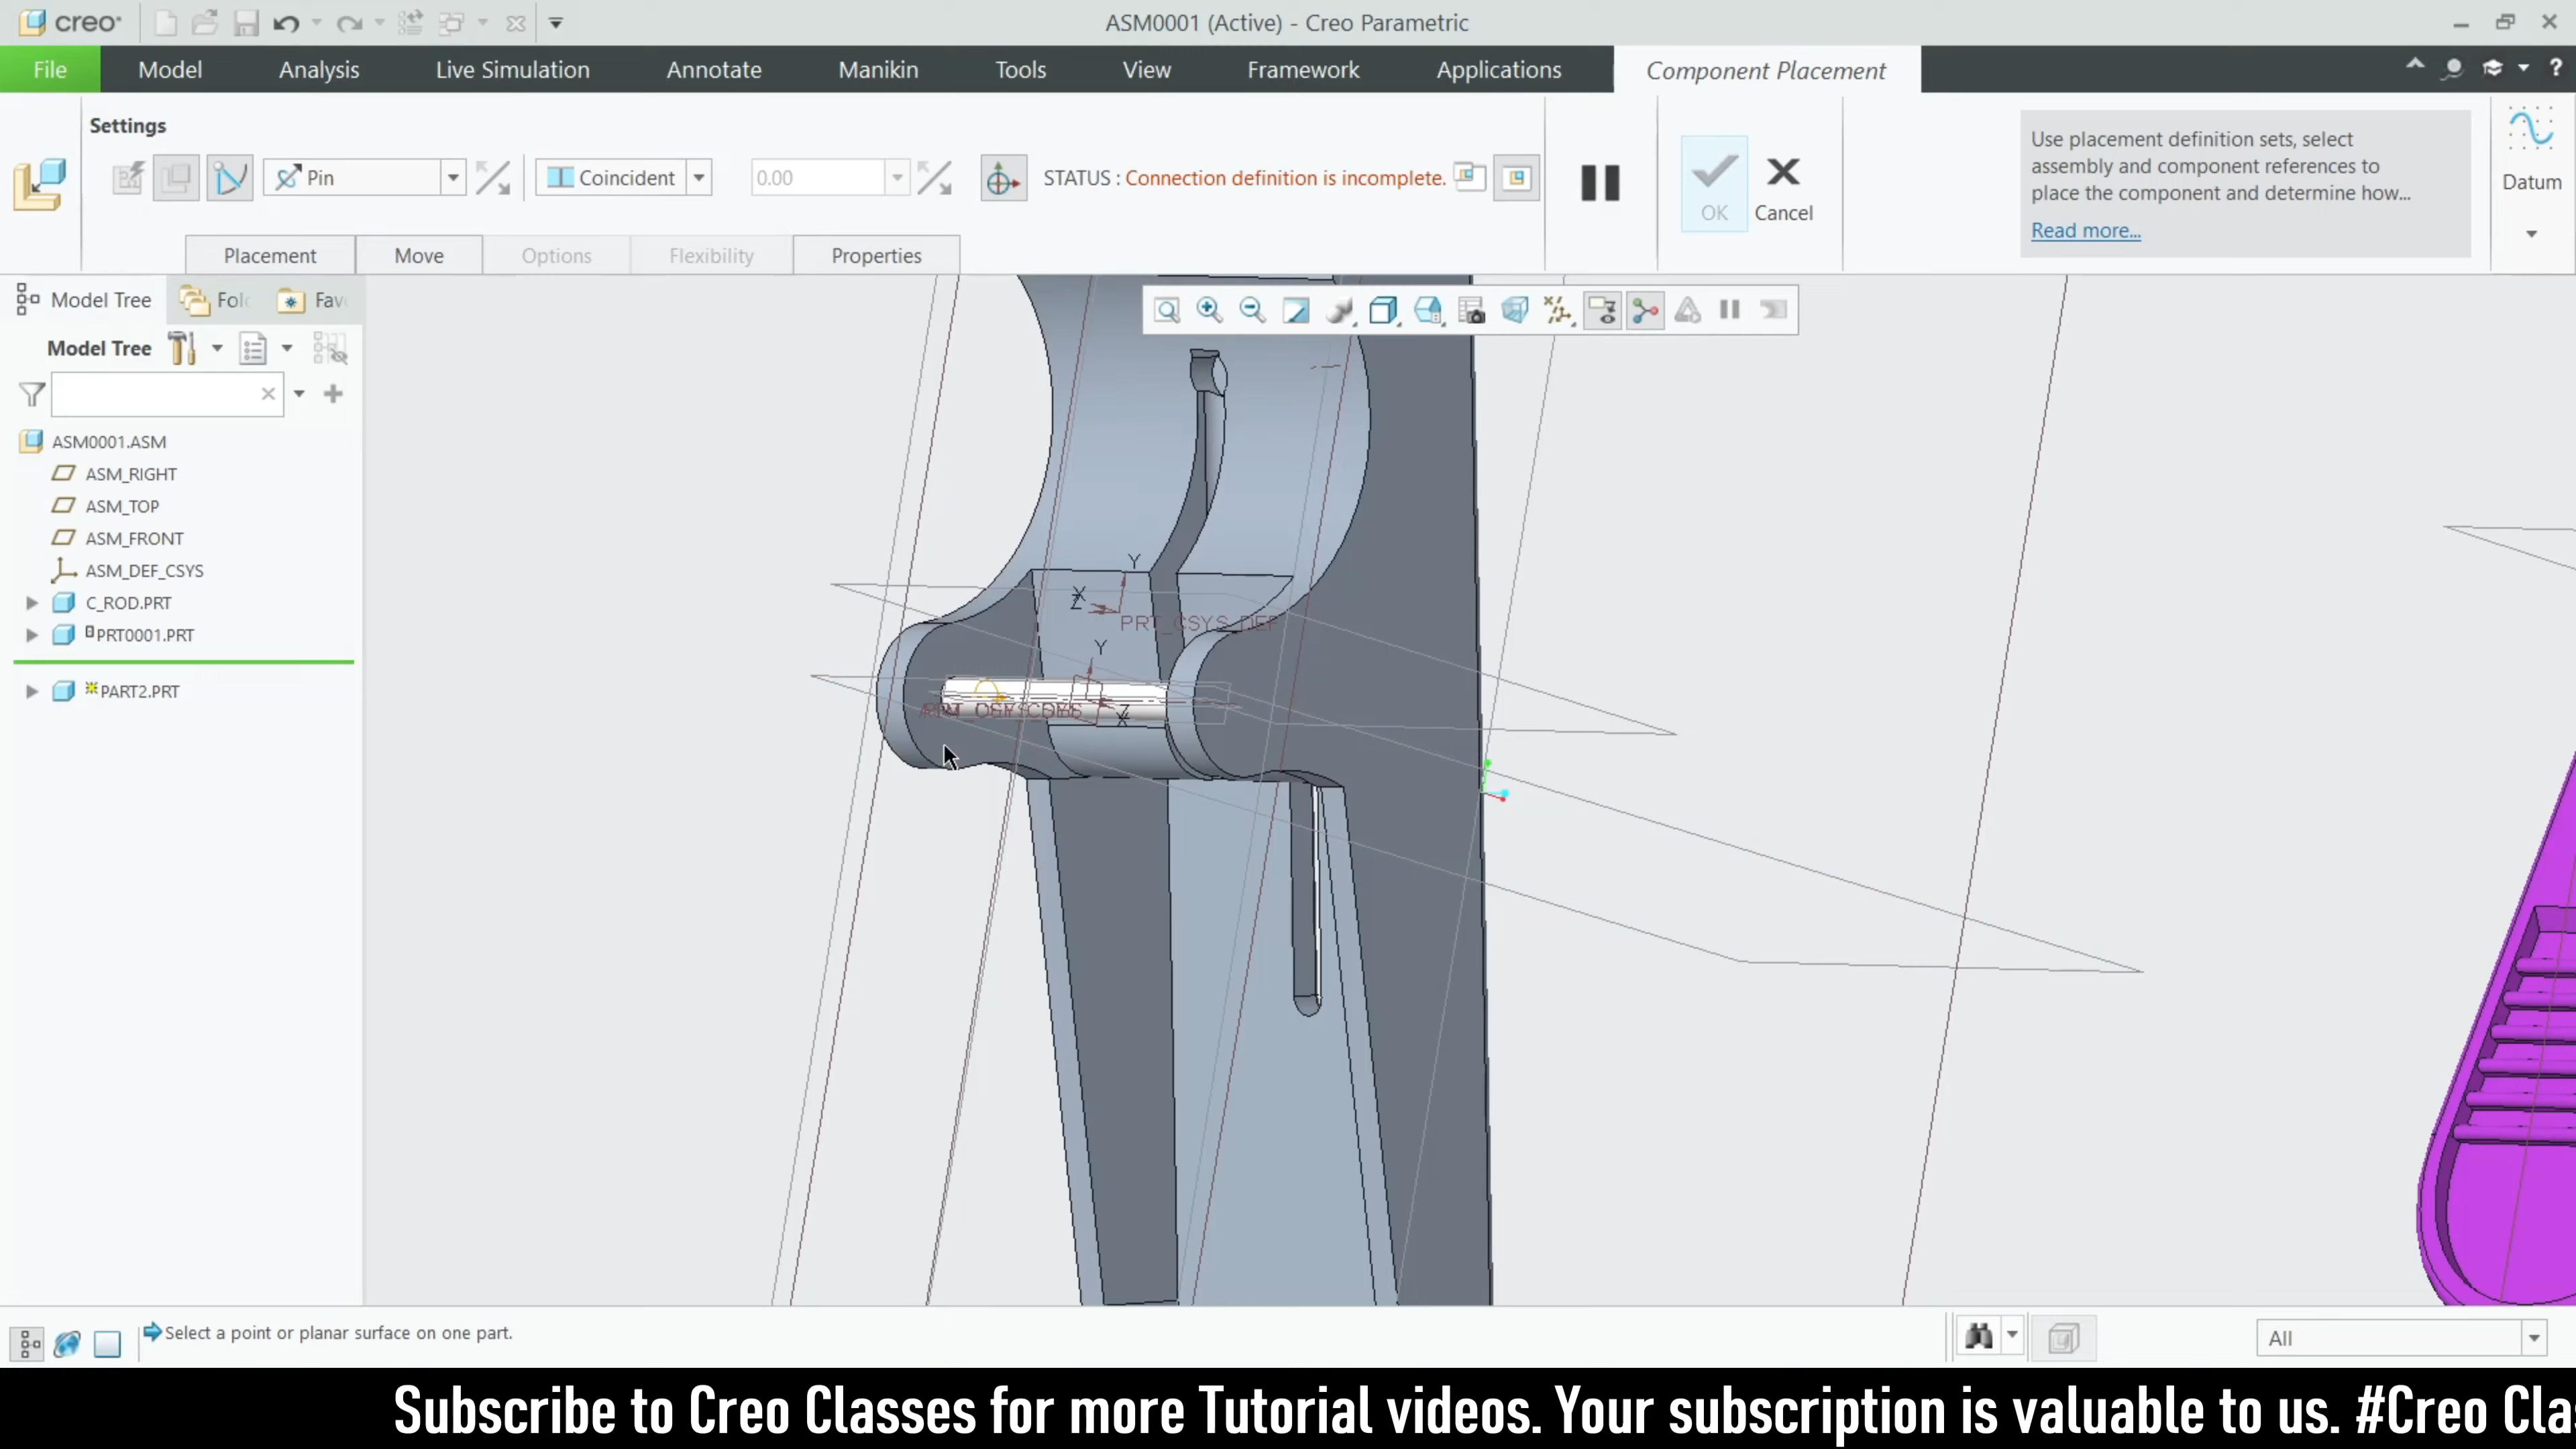 creo
ASM0001 (Active) - Creo Parametric
File Model Analysis Live Simulation Annotate Manikin Tools View Framework Applications Component Placement
Settings
Pin
Coincident
0.00
STATUS : Connection definition is incomplete.
OK
Cancel
Use placement definition sets, select
assembly and component references to
place the component and determine how...
Read more...
Datum
Placement Move Options Flexibility Properties
Model Tree Fol Fav
Model Tree
ASM0001.ASM
ASM_RIGHT
ASM_TOP
ASM_FRONT
ASM_DEF_CSYS
C_ROD.PRT
PRT0001.PRT
PART2.PRT
Y
X
Z
PRT_CSYS_DEF
Y
Z
X
Select a point or planar surface on one part.
All
Subscribe to Creo Classes for more Tutorial videos. Your subscription is valuable to us. #Creo Clas